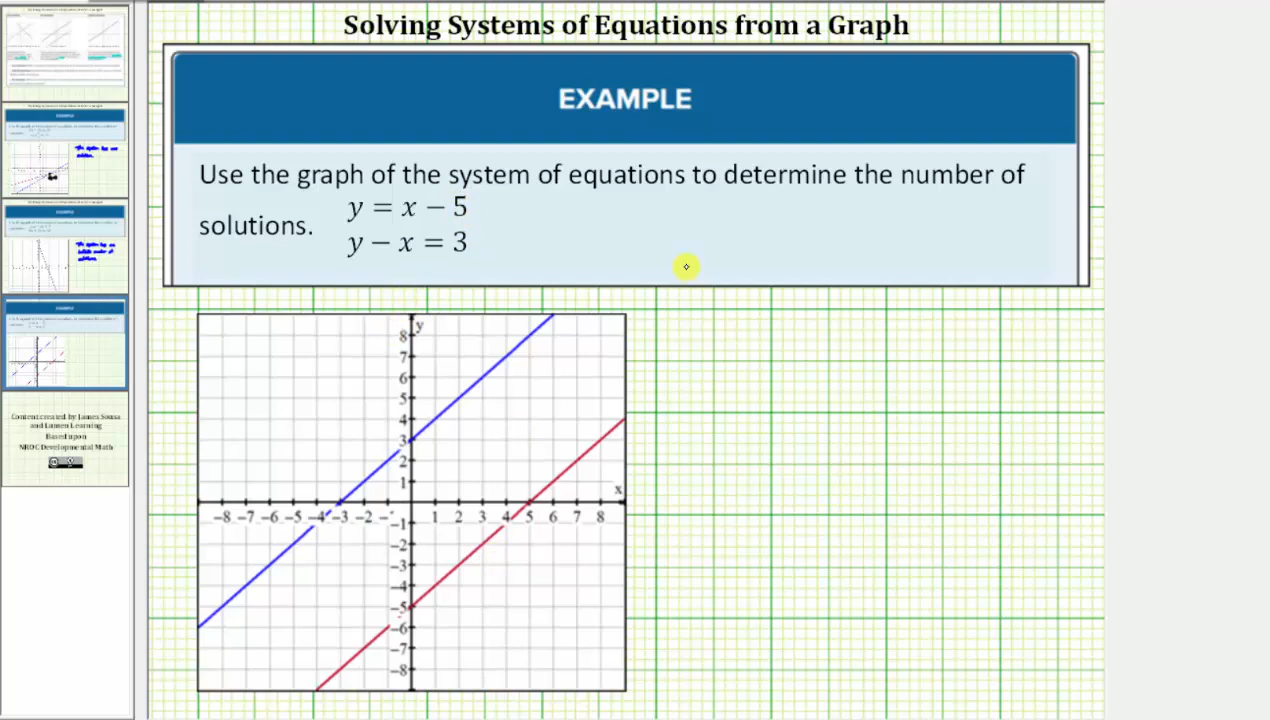 Solving Systems of Equations from a Graph
EXAMPLE
Use the graph of the system of equations to determine the number of
solutions.
y = x − 5
y − x = 3
y
8
7
6
5
4
3
2
1
x
−8 −7 −6 −5 −4 −3 −2 1 2 3 4 5 6 7 8
−1
−2
−3
−4
−5
−6
−7
−8
EXAMPLE
EXAMPLE
EXAMPLE
Content created by James Sousa
and Lumen Learning
Based upon
NROC Developmental Math